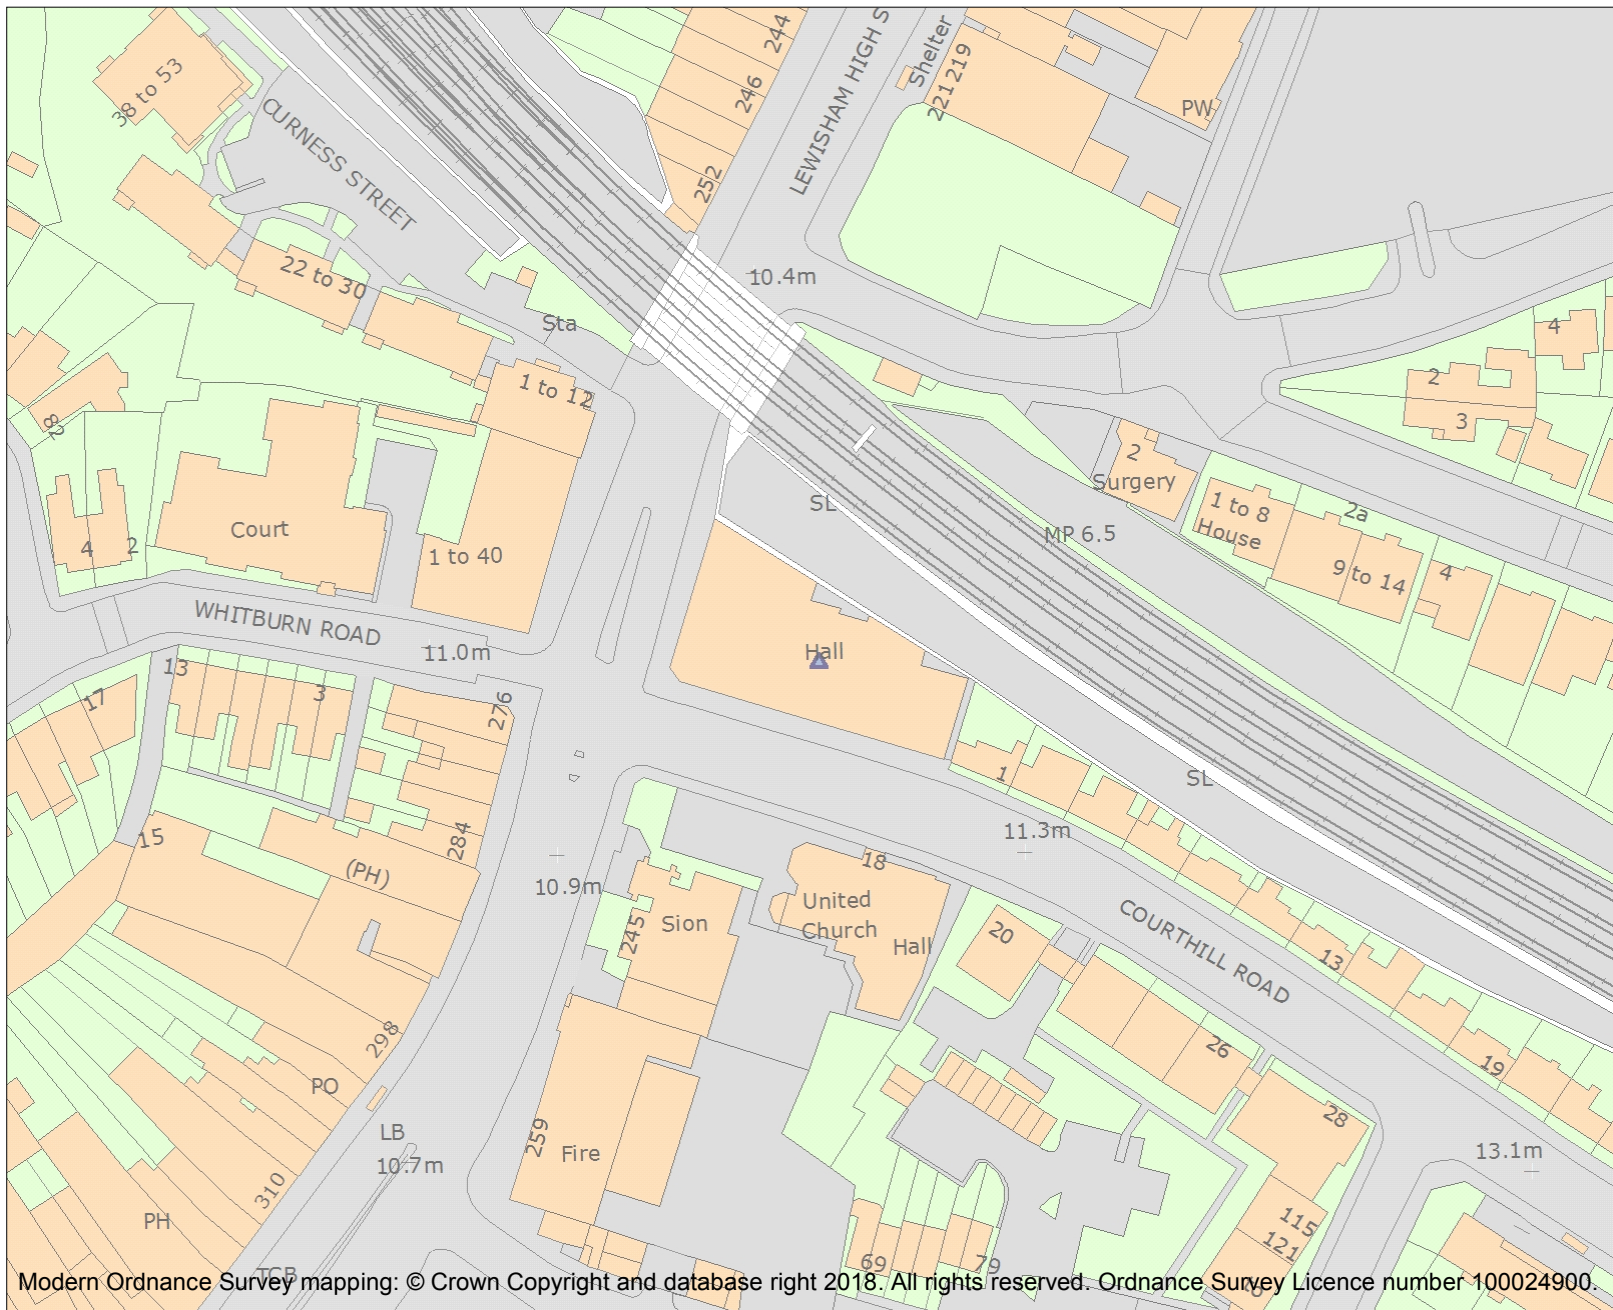 244
246
252
LEWISHAM HIGH S
Shelter
221 219
PW
38 to 53
CURNESS STREET
22 to 30
Sta
10.4m
1 to 12
82
4
2
Court
1 to 40
SL
MP 6.5
2
Surgery
1 to 8
House
2a
9 to 14
4
4
2
3
WHITBURN ROAD
11.0m
Hall
13
3
17
276
284
15
(PH)
10.9m
1
SL
11.3m
18
United
Church
Hall
Sion
245
20
COURTHILL ROAD
13
19
26
28
298
PO
LB
10.7m
310
PH
TCB
259
Fire
69
79
115
121
13.1m
Modern Ordnance Survey mapping: © Crown Copyright and database right 2018. All rights reserved. Ordnance Survey Licence number 100024900.